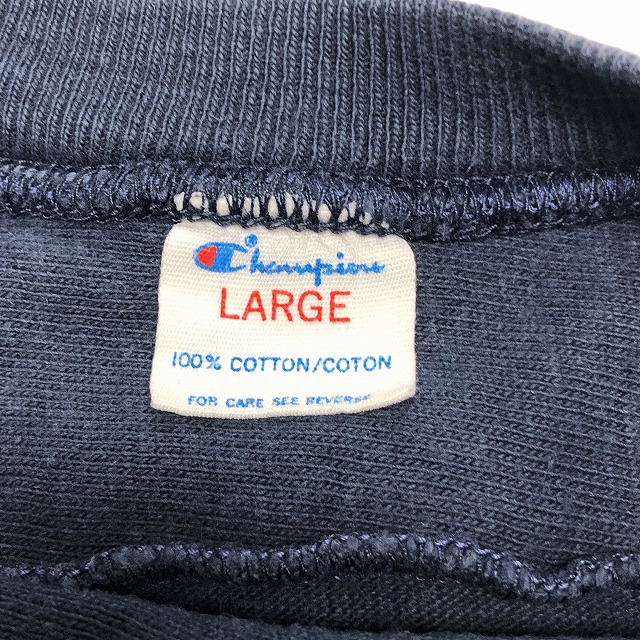 Champion
LARGE
100% COTTON/COTON
FOR CARE SEE REVERSE